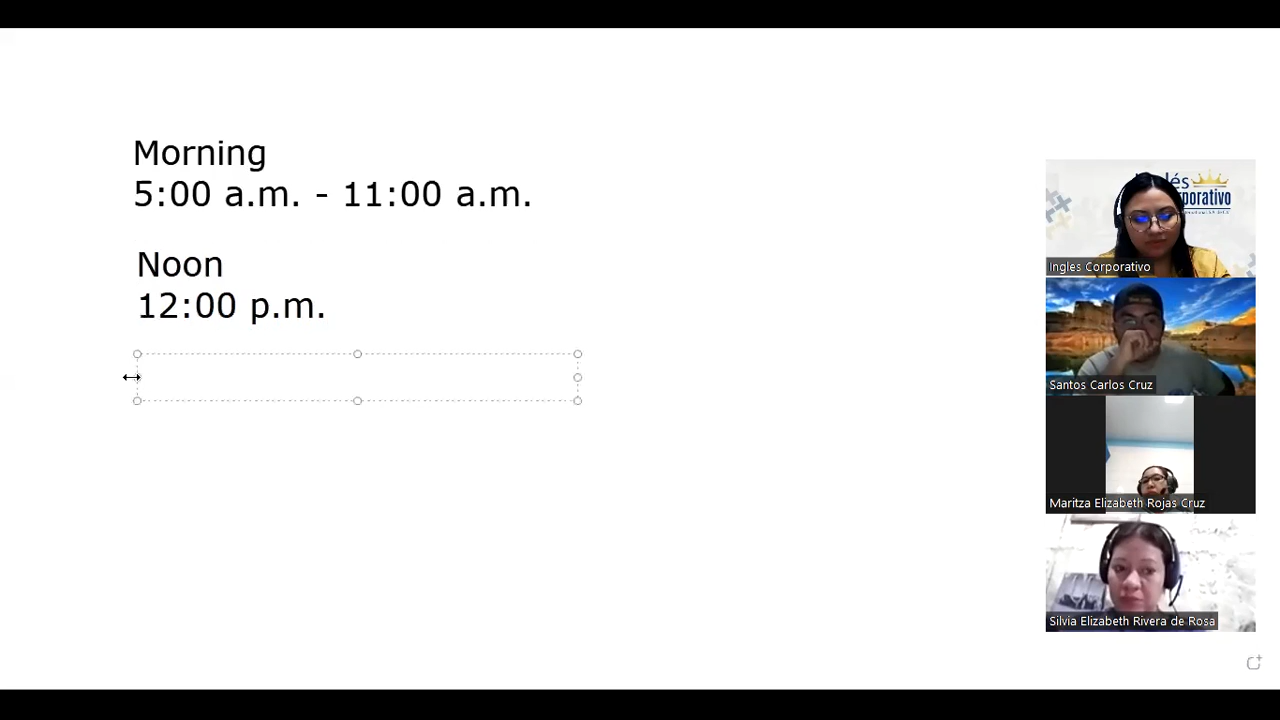 Morning
5:00 a.m. - 11:00 a.m.
Noon
12:00 p.m.
Ingles Corporativo
Santos Carlos Cruz
Maritza Elizabeth Rojas Cruz
Silvia Elizabeth Rivera de Rosa